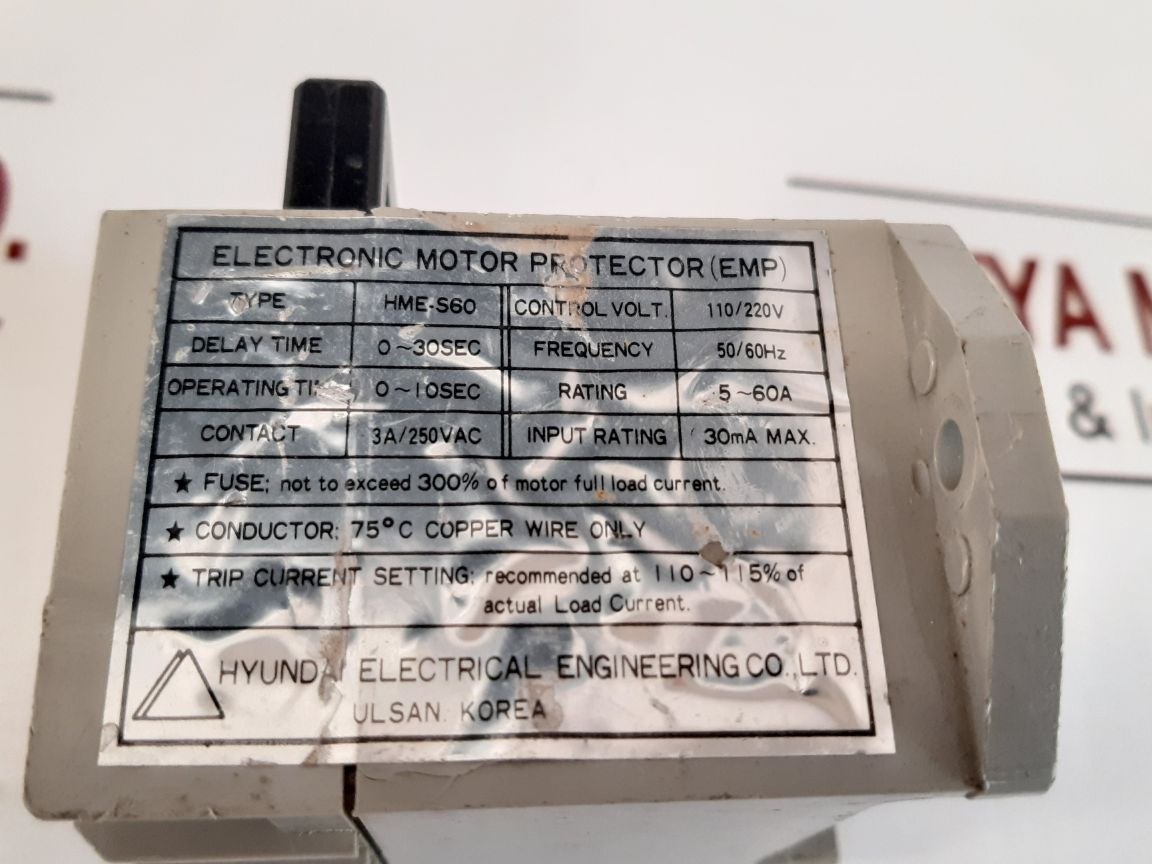 ELECTRONIC MOTOR PROTECTOR (EMP)
TYPE HME-S60 CONTROL VOLT. 110/220V
DELAY TIME 0~30SEC FREQUENCY 50/60Hz
OPERATING 0~10SEC RATING 5~60A
CONTACT 3A/250VAC INPUT RATING 30mA MAX.
★ FUSE; not to exceed 300% of motor full load current.
★ CONDUCTOR; 75°C COPPER WIRE ONLY
★ TRIP CURRENT SETTING; recommended at 110~115% of
actual Load Current.
HYUNDAI ELECTRICAL ENGINEERING CO.,LTD.
ULSAN. KOREA
YA
&